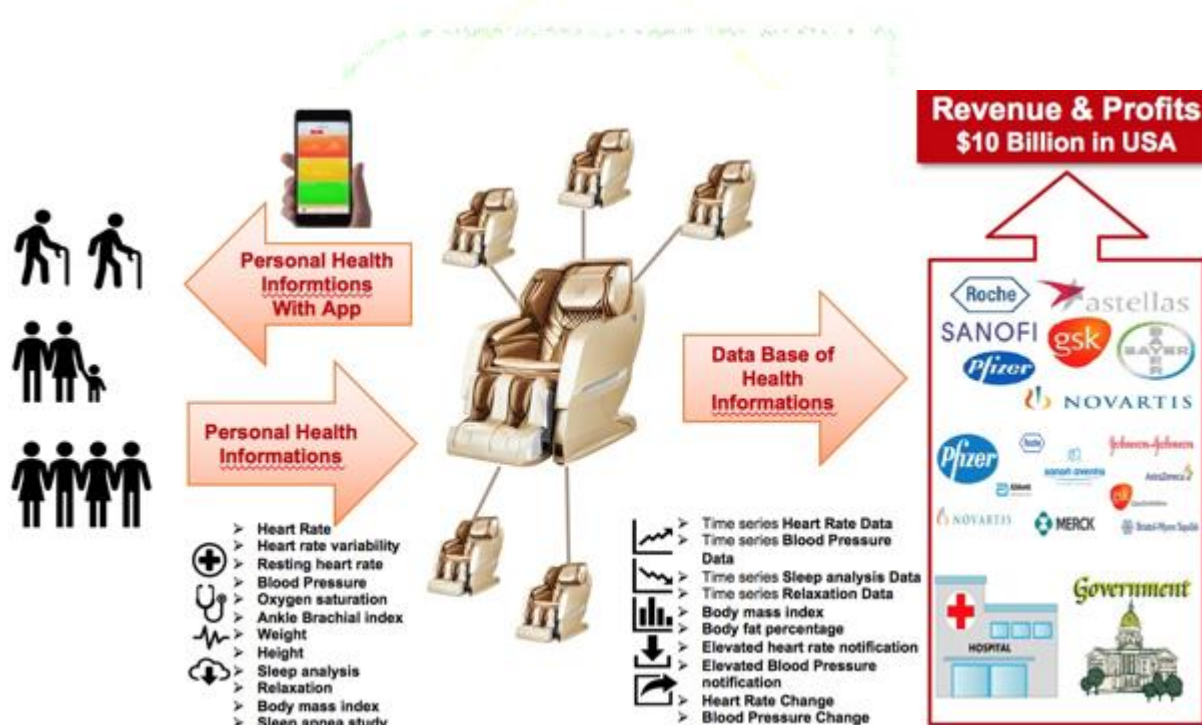 Revenue & Profits
$10 Billion in USA
Personal Health
Informtions
With App
Personal Health
Informations
Data Base of
Health
Informations
Heart Rate
Heart rate variability
Resting heart rate
Blood Pressure
Oxygen saturation
Ankle Brachial index
Weight
Height
Sleep analysis
Relaxation
Body mass index
Sleep apnea study
Time series Heart Rate Data
Time series Blood Pressure
Data
Time series Sleep analysis Data
Time series Relaxation Data
Body mass index
Body fat percentage
Elevated heart rate notification
Elevated Blood Pressure
notification
Heart Rate Change
Blood Pressure Change
Roche
astellas
SANOFI
gsk
BAYER
BAYER
Pfizer
NOVARTIS
Pfizer
Roche
Johnson-Johnson
sanofi aventis
AstraZeneca
Abbott
gsk
NOVARTIS
MERCK
Bristol-Myers Squibb
HOSPITAL
Government